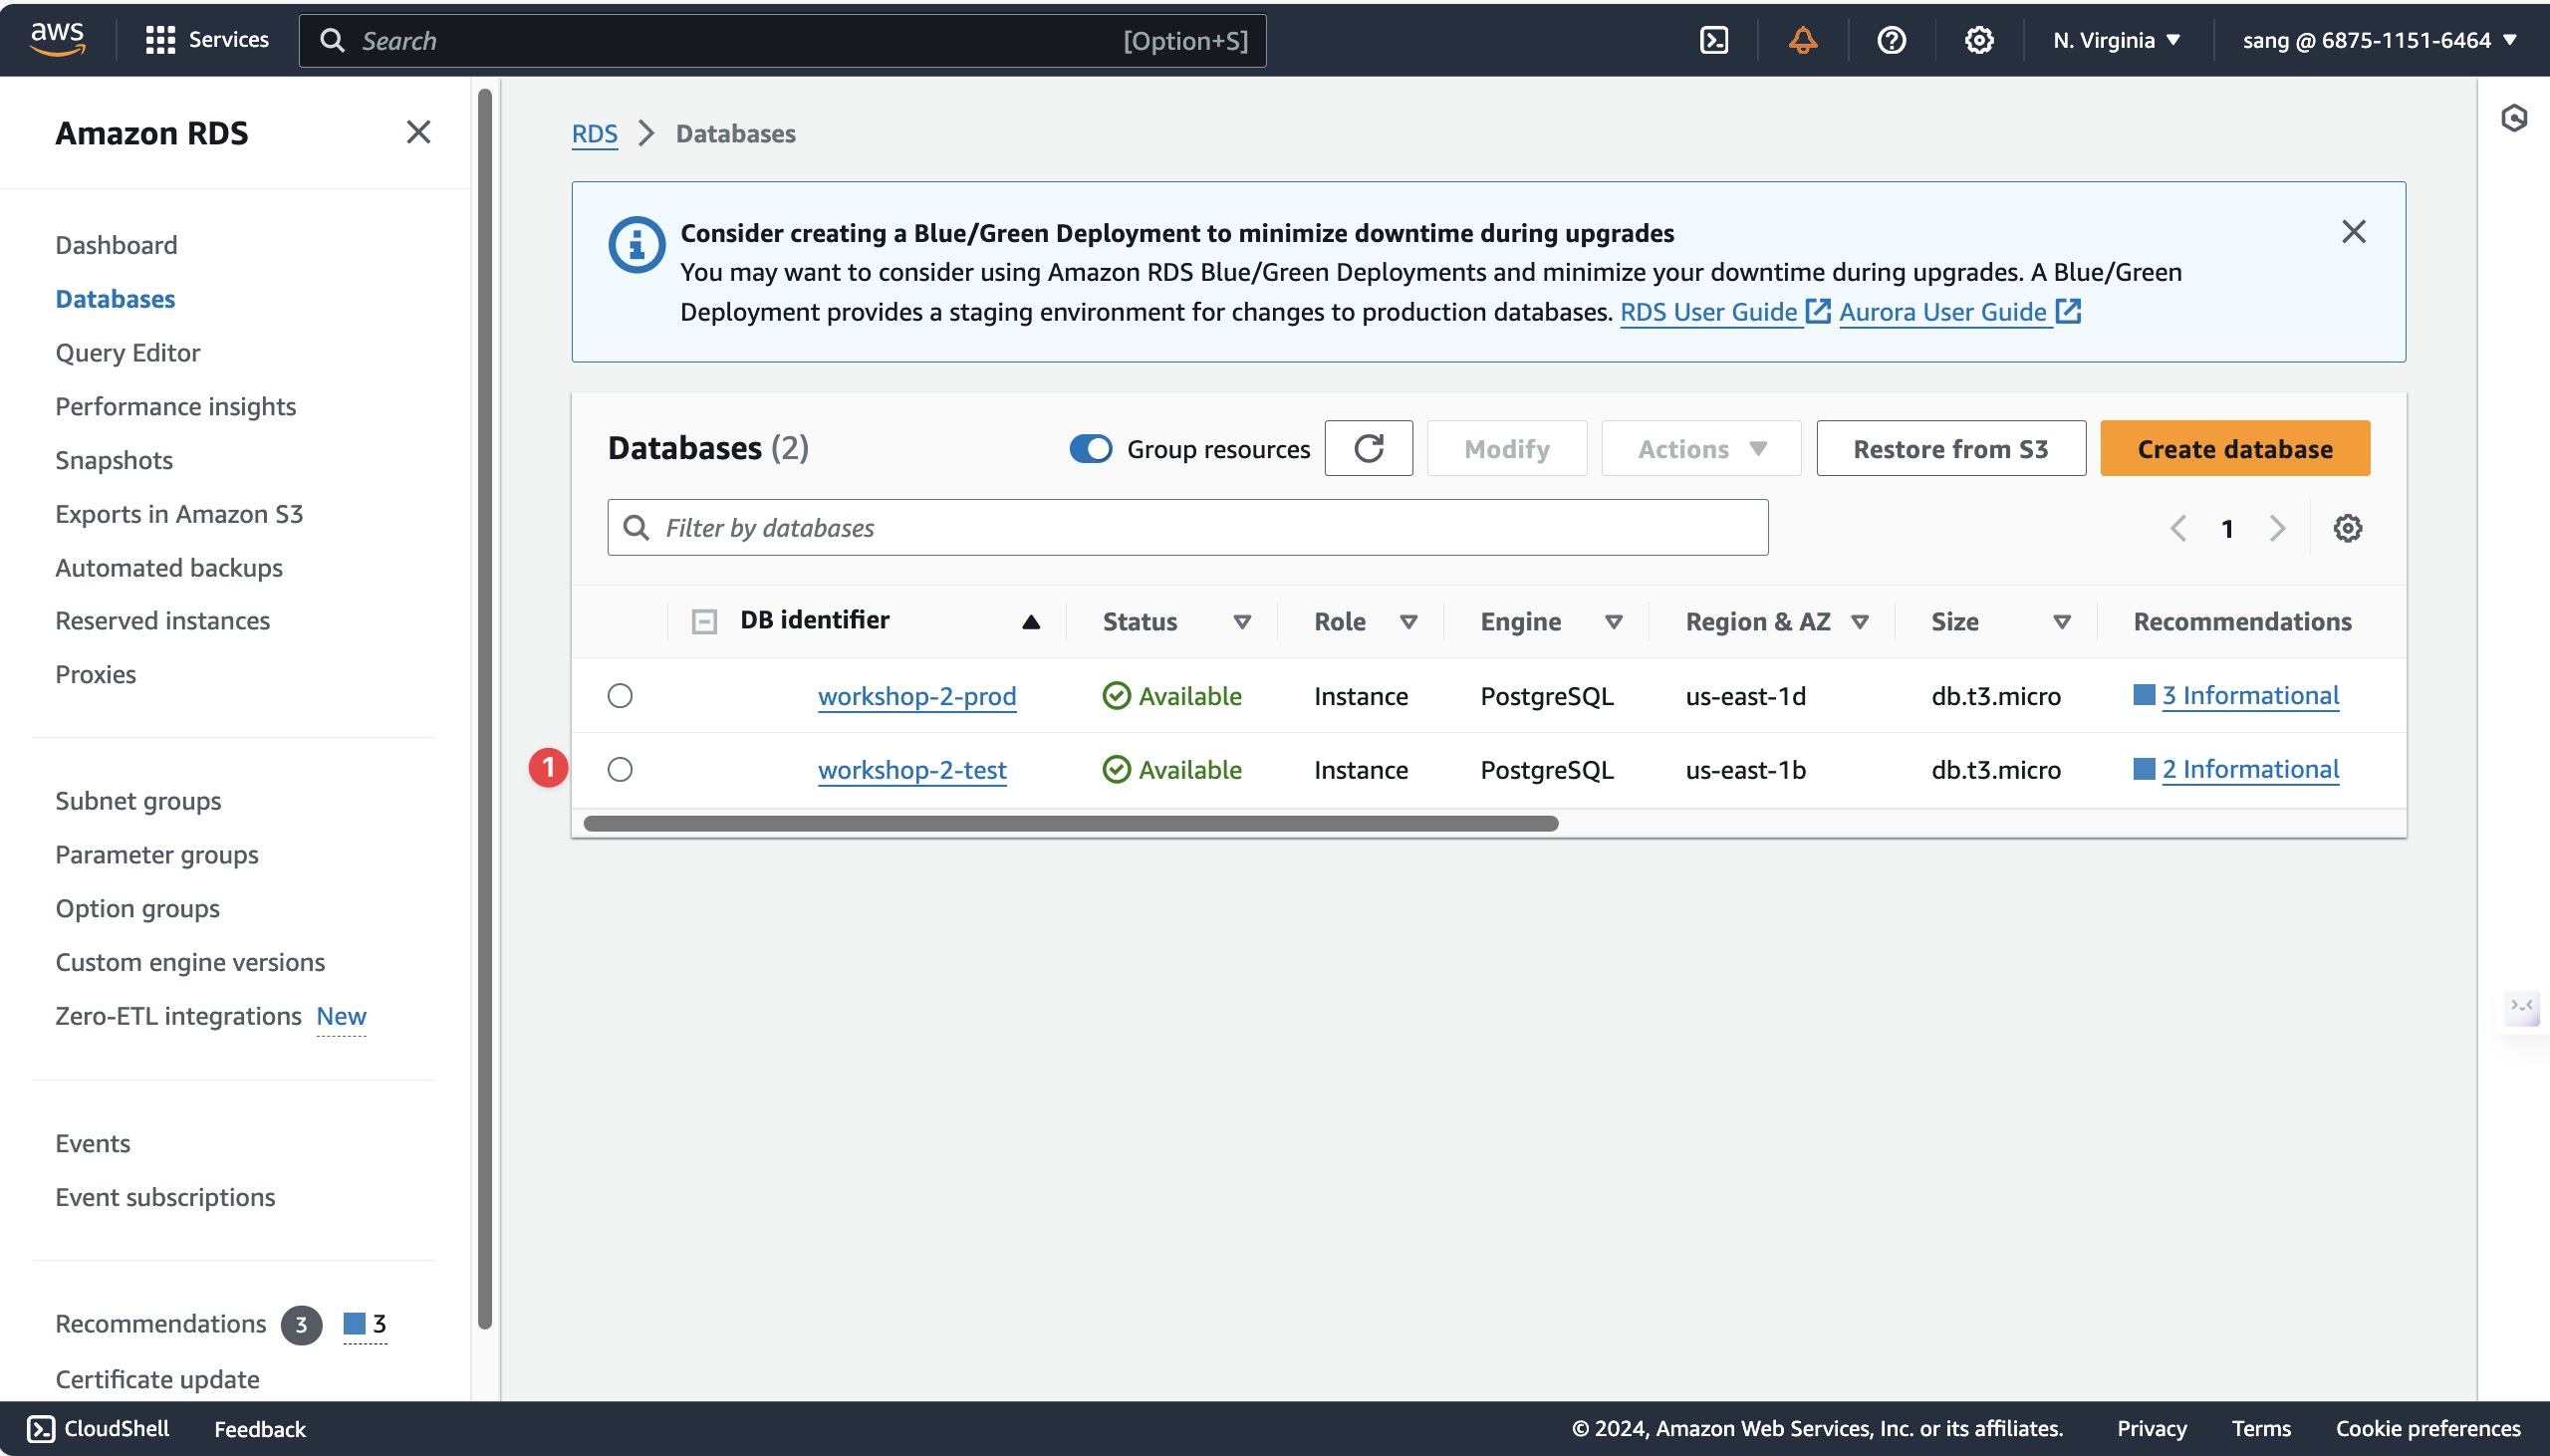 aws
Services
Search
[Option+S]
N. Virginia
sang @ 6875-1151-6464
Amazon RDS
Dashboard
Databases
Query Editor
Performance insights
Snapshots
Exports in Amazon S3
Automated backups
Reserved instances
Proxies
Subnet groups
Parameter groups
Option groups
Custom engine versions
Zero-ETL integrations New
Events
Event subscriptions
Recommendations 3 3
Certificate update
RDS > Databases
Consider creating a Blue/Green Deployment to minimize downtime during upgrades
You may want to consider using Amazon RDS Blue/Green Deployments and minimize your downtime during upgrades. A Blue/Green
Deployment provides a staging environment for changes to production databases. RDS User Guide Aurora User Guide
Databases (2)
Group resources
Modify
Actions
Restore from S3
Create database
Filter by databases
1
DB identifier Status Role Engine Region & AZ Size Recommendations
workshop-2-prod Available Instance PostgreSQL us-east-1d db.t3.micro 3 Informational
1 workshop-2-test Available Instance PostgreSQL us-east-1b db.t3.micro 2 Informational
CloudShell
Feedback
© 2024, Amazon Web Services, Inc. or its affiliates.
Privacy
Terms
Cookie preferences